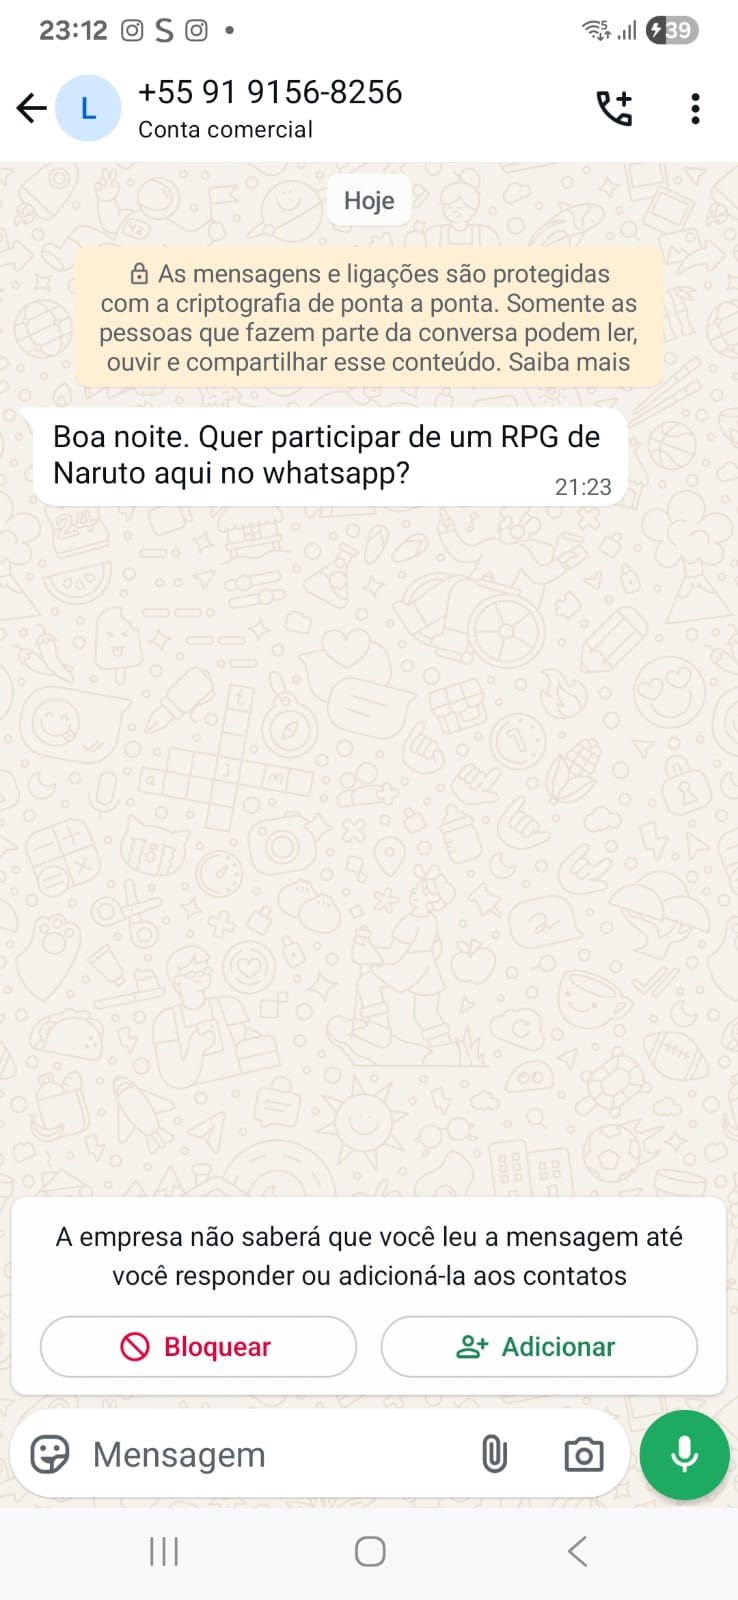 23:12
39
L
+55 91 9156-8256
Conta comercial
Hoje
As mensagens e ligações são protegidas
com a criptografia de ponta a ponta. Somente as
pessoas que fazem parte da conversa podem ler,
ouvir e compartilhar esse conteúdo. Saiba mais
Boa noite. Quer participar de um RPG de
Naruto aqui no whatsapp?
21:23
A empresa não saberá que você leu a mensagem até
você responder ou adicioná-la aos contatos
Bloquear
Adicionar
Mensagem